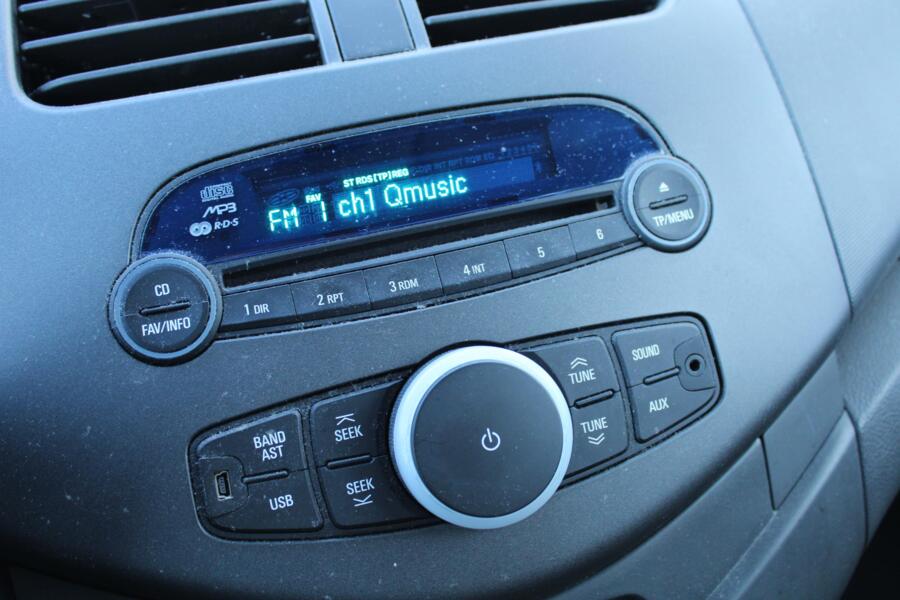 disc
MP3
R·D·S
ST RDS[TP]REG
FAV
FM 1 ch1 Qmusic
TP/MENU
CD
FAV/INFO
1 DIR
2 RPT
3 RDM
4 INT
5
6
BAND
AST
USB
SEEK
SEEK
TUNE
TUNE
SOUND
AUX